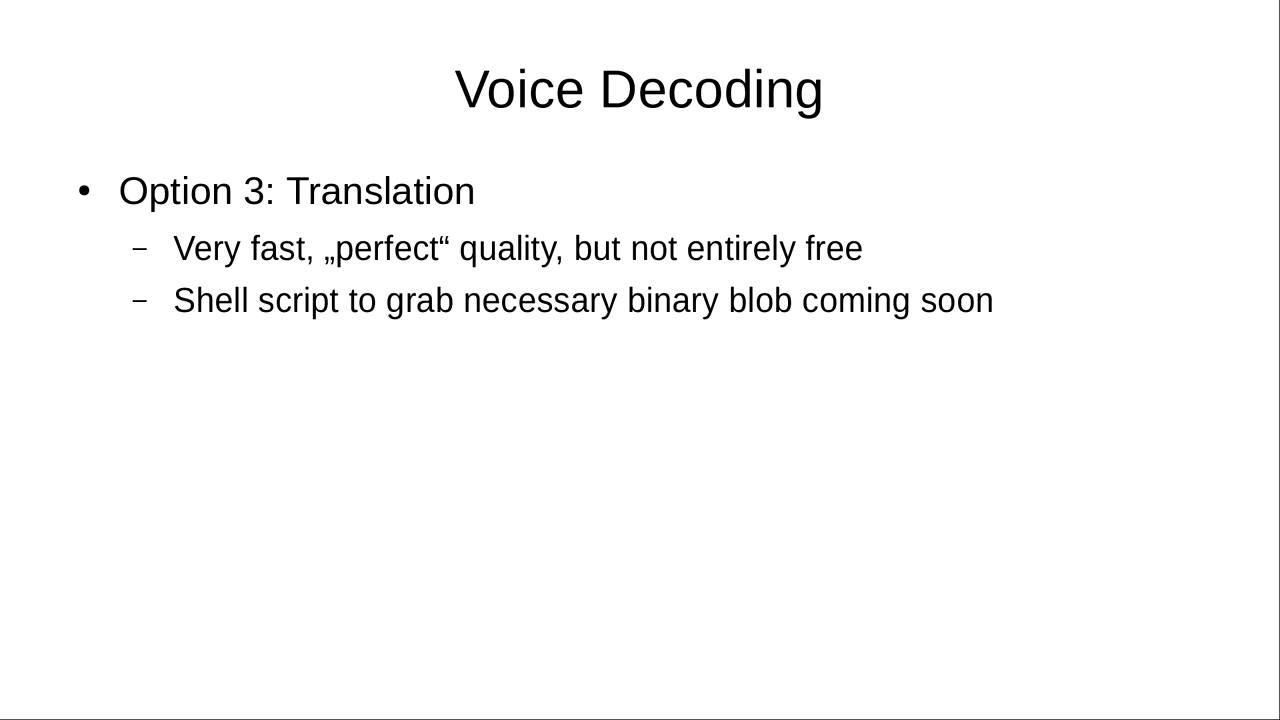 Voice Decoding
• Option 3: Translation
– Very fast, „perfect“ quality, but not entirely free
– Shell script to grab necessary binary blob coming soon